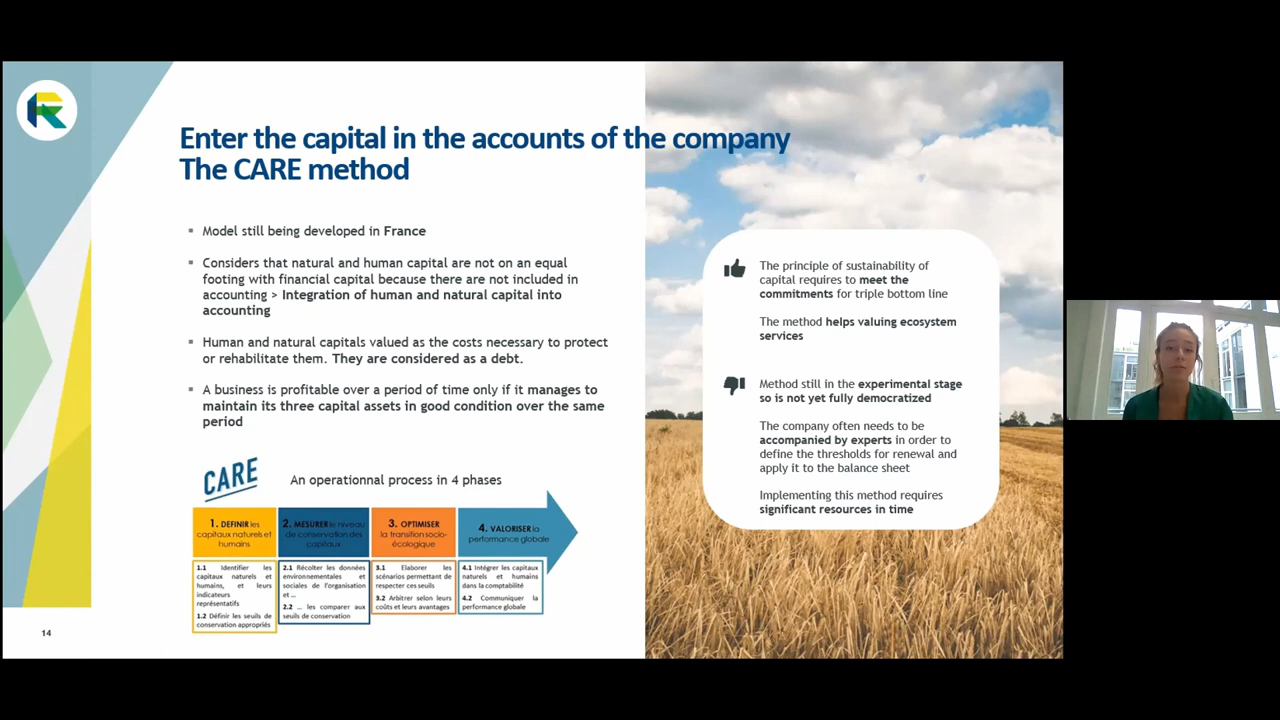 Enter the capital in the accounts of the company
The CARE method
Model still being developed in France
Considers that natural and human capital are not on an equal
footing with financial capital because there are not included in
accounting > Integration of human and natural capital into
accounting
Human and natural capitals valued as the costs necessary to protect
or rehabilitate them. They are considered as a debt.
A business is profitable over a period of time only if it manages to
maintain its three capital assets in good condition over the same
period
CARE
An operationnal process in 4 phases
1. DEFINIR les
capitaux naturels et
humains
1.1 Identifier les
capitaux naturels et
humains, et leurs
indicateurs
représentatifs
1.2 Définir les seuils de
conservation appropriés
2. MESURER le niveau
de conservation des
capitaux
2.1 Récolter les données
environnementales et
sociales de l'organisation
et ...
2.2 ... les comparer aux
seuils de conservation
3. OPTIMISER
la transition socio-
écologique
3.1 Elaborer les
scénarios permettant de
respecter ces seuils
3.2 Arbitrer selon leurs
coûts et leurs avantages
4. VALORISER la
performance globale
4.1 Intégrer les capitaux
naturels et humains
dans la comptabilité
4.2 Communiquer la
performance globale
The principle of sustainability of
capital requires to meet the
commitments for triple bottom line
The method helps valuing ecosystem
services
Method still in the experimental stage
so is not yet fully democratized
The company often needs to be
accompanied by experts in order to
define the thresholds for renewal and
apply it to the balance sheet
Implementing this method requires
significant resources in time
14